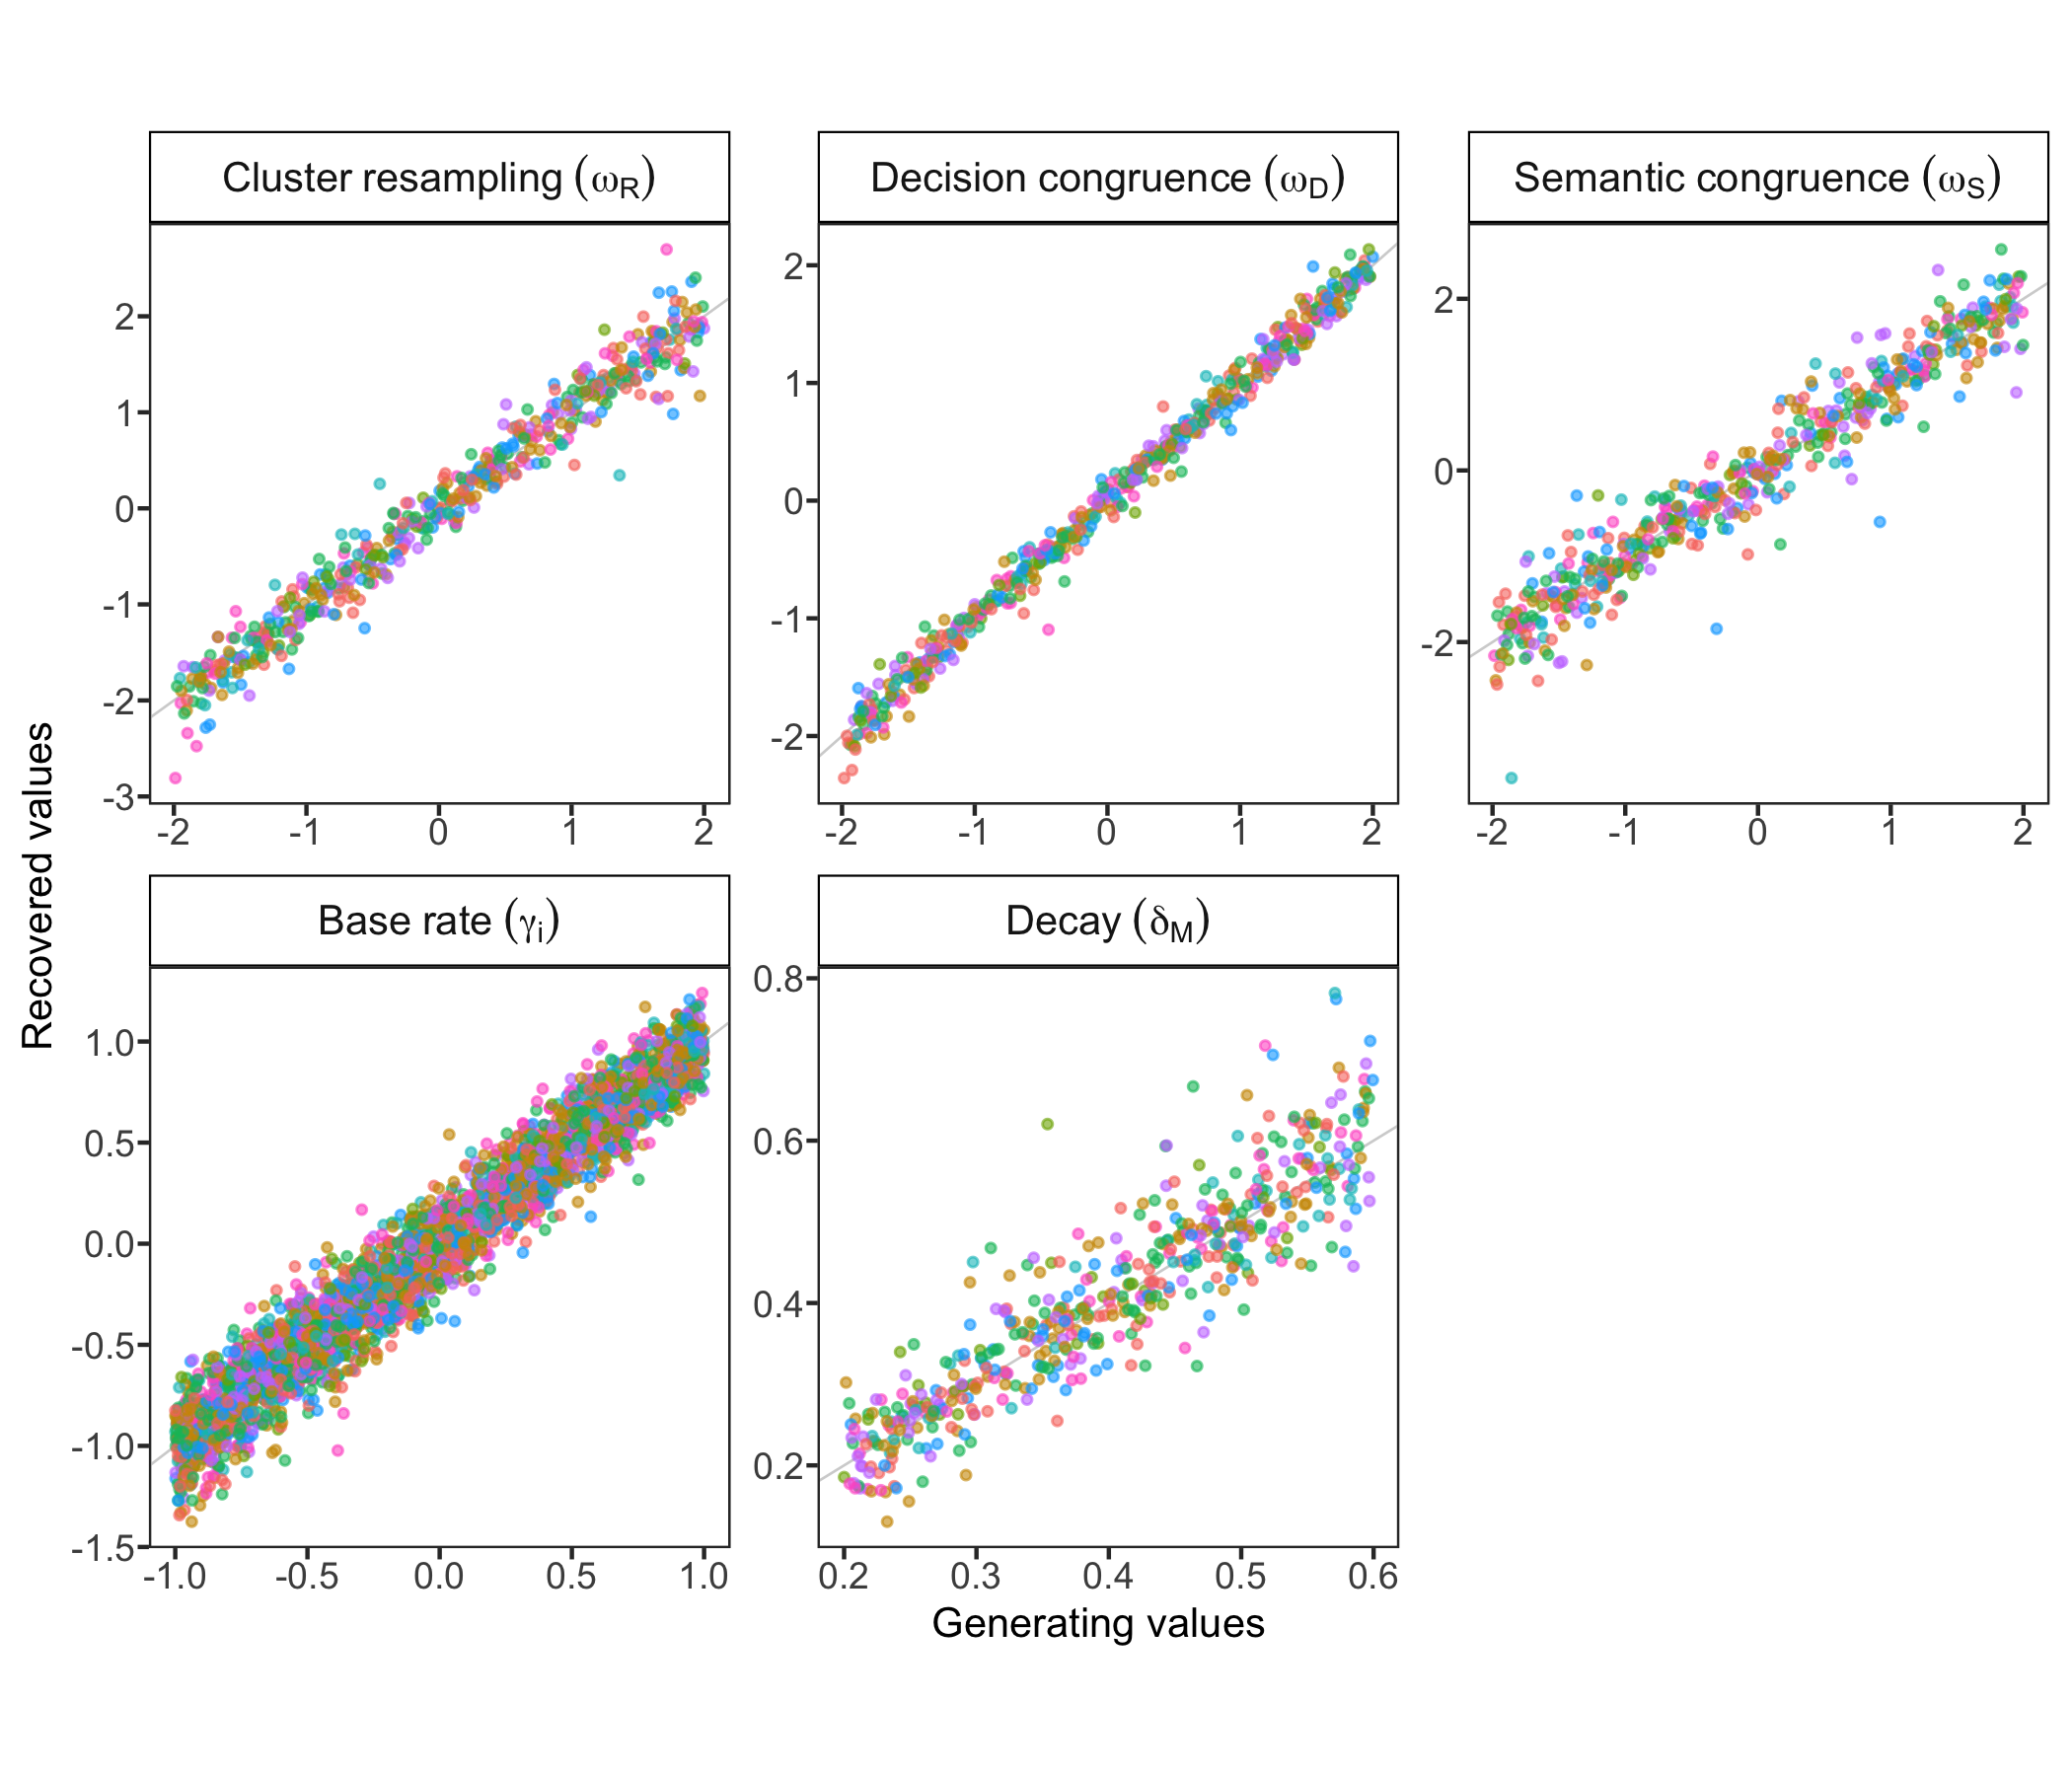 Cluster resampling (ωR)
Decision congruence (ωD)
Semantic congruence (ωS)
2
1
0
-1
-2
-3
-2 -1 0 1 2
2
1
0
-1
-2
-2 -1 0 1 2
2
0
-2
-2 -1 0 1 2
Recovered values
Base rate (γi)
Decay (δM)
1.0
0.5
0.0
-0.5
-1.0
-1.5
-1.0 -0.5 0.0 0.5 1.0
0.8
0.6
0.4
0.2
0.2 0.3 0.4 0.5 0.6
Generating values